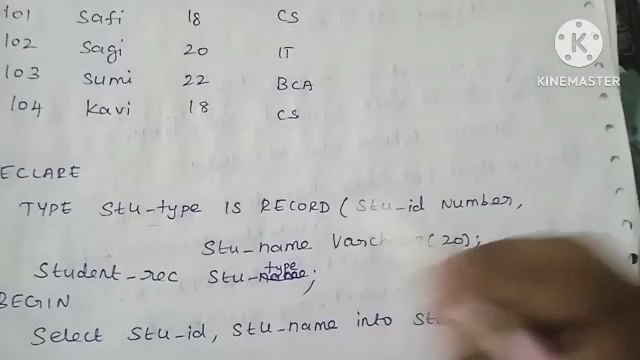 101 Safi 18 CS
102 Sagi 20 IT
103 Sumi 22 BCA
104 Kavi 18 CS
KINEMASTER
ECLARE
TYPE Stu-type IS RECORD (Stu-id Number,
Stu-name Varchar(20);
Student-rec Stu-type;
BEGIN
Select Stu-id, Stu-name into